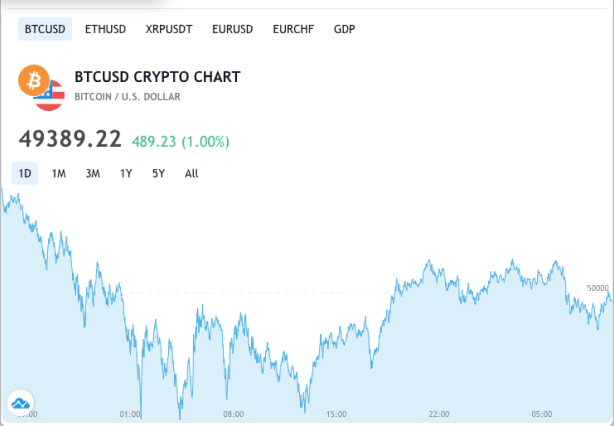 BTCUSD ETHUSD XRPUSDT EURUSD EURCHF GDP
BTCUSD CRYPTO CHART
BITCOIN / U.S. DOLLAR
49389.22 489.23 (1.00%)
1D 1M 3M 1Y 5Y All
50000
01:00 08:00 15:00 22:00 05:00